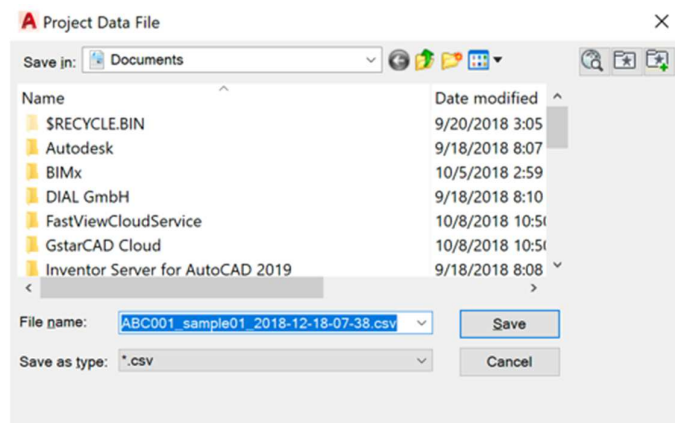 A Project Data File
Save in: Documents
Name Date modified
$RECYCLE.BIN 9/20/2018 3:05
Autodesk 9/18/2018 8:07
BIMx 10/5/2018 2:59
DIAL GmbH 9/18/2018 8:10
FastViewCloudService 10/8/2018 10:50
GstarCAD Cloud 10/8/2018 10:50
Inventor Server for AutoCAD 2019 9/18/2018 8:08
File name: ABC001_sample01_2018-12-18-07-38.csv Save
Save as type: *.csv Cancel